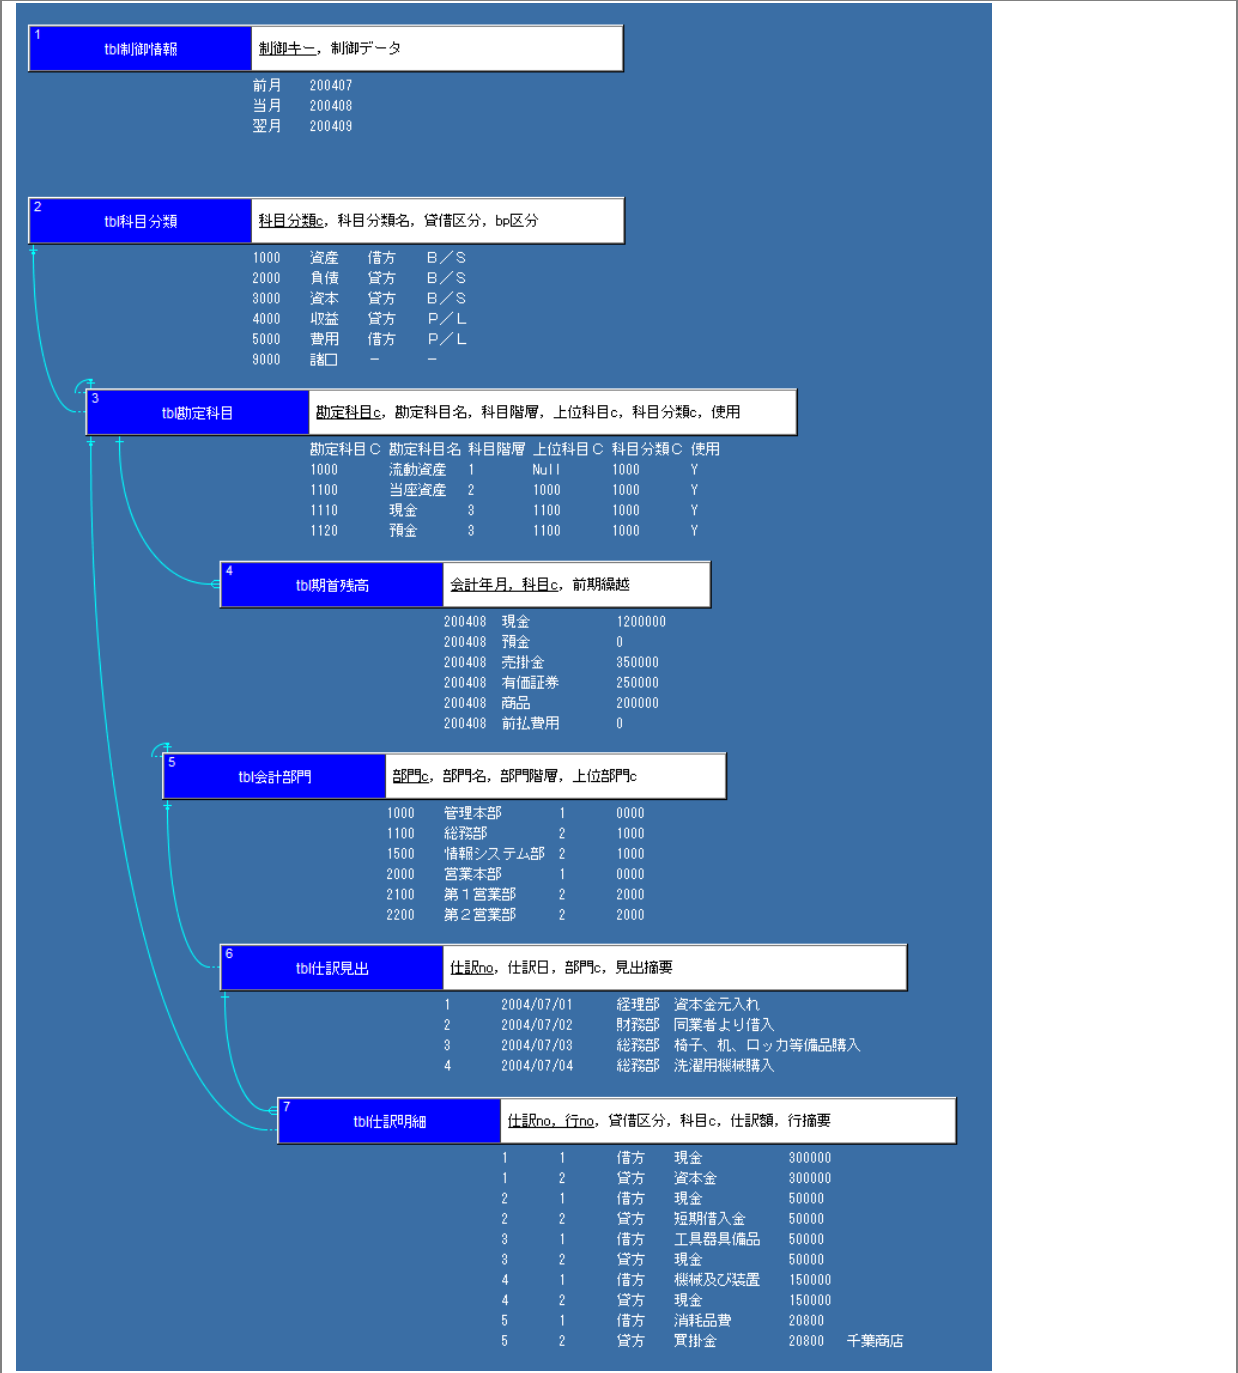 1
tbl制御情報 制御キー, 制御データ
前月 200407
当月 200408
翌月 200409
2
tbl科目分類 科目分類c, 科目分類名, 貸借区分, bp区分
1000 資産 借方 B/S
2000 負債 貸方 B/S
3000 資本 貸方 B/S
4000 収益 貸方 P/L
5000 費用 借方 P/L
9000 諸口 - -
3
tbl勘定科目 勘定科目c, 勘定科目名, 科目階層, 上位科目c, 科目分類c, 使用
勘定科目C 勘定科目名 科目階層 上位科目C 科目分類C 使用
1000 流動資産 1 Null 1000 Y
1100 当座資産 2 1000 1000 Y
1110 現金 3 1100 1000 Y
1120 預金 3 1100 1000 Y
4
tbl期首残高 会計年月, 科目c, 前期繰越
200408 現金 1200000
200408 預金 0
200408 売掛金 350000
200408 有価証券 250000
200408 商品 200000
200408 前払費用 0
5
tbl会計部門 部門c, 部門名, 部門階層, 上位部門c
1000 管理本部 1 0000
1100 総務部 2 1000
1500 情報システム部 2 1000
2000 営業本部 1 0000
2100 第1営業部 2 2000
2200 第2営業部 2 2000
6
tbl仕訳見出 仕訳no, 仕訳日, 部門c, 見出摘要
1 2004/07/01 経理部 資本金元入れ
2 2004/07/02 財務部 同業者より借入
3 2004/07/03 総務部 椅子、机、ロッカ等備品購入
4 2004/07/04 総務部 洗濯用機械購入
7
tbl仕訳明細 仕訳no, 行no, 貸借区分, 科目c, 仕訳額, 行摘要
1 1 借方 現金 300000
1 2 貸方 資本金 300000
2 1 借方 現金 50000
2 2 貸方 短期借入金 50000
3 1 借方 工具器具備品 50000
3 2 貸方 現金 50000
4 1 借方 機械及び装置 150000
4 2 貸方 現金 150000
5 1 借方 消耗品費 20800
5 2 貸方 買掛金 20800 千葉商店